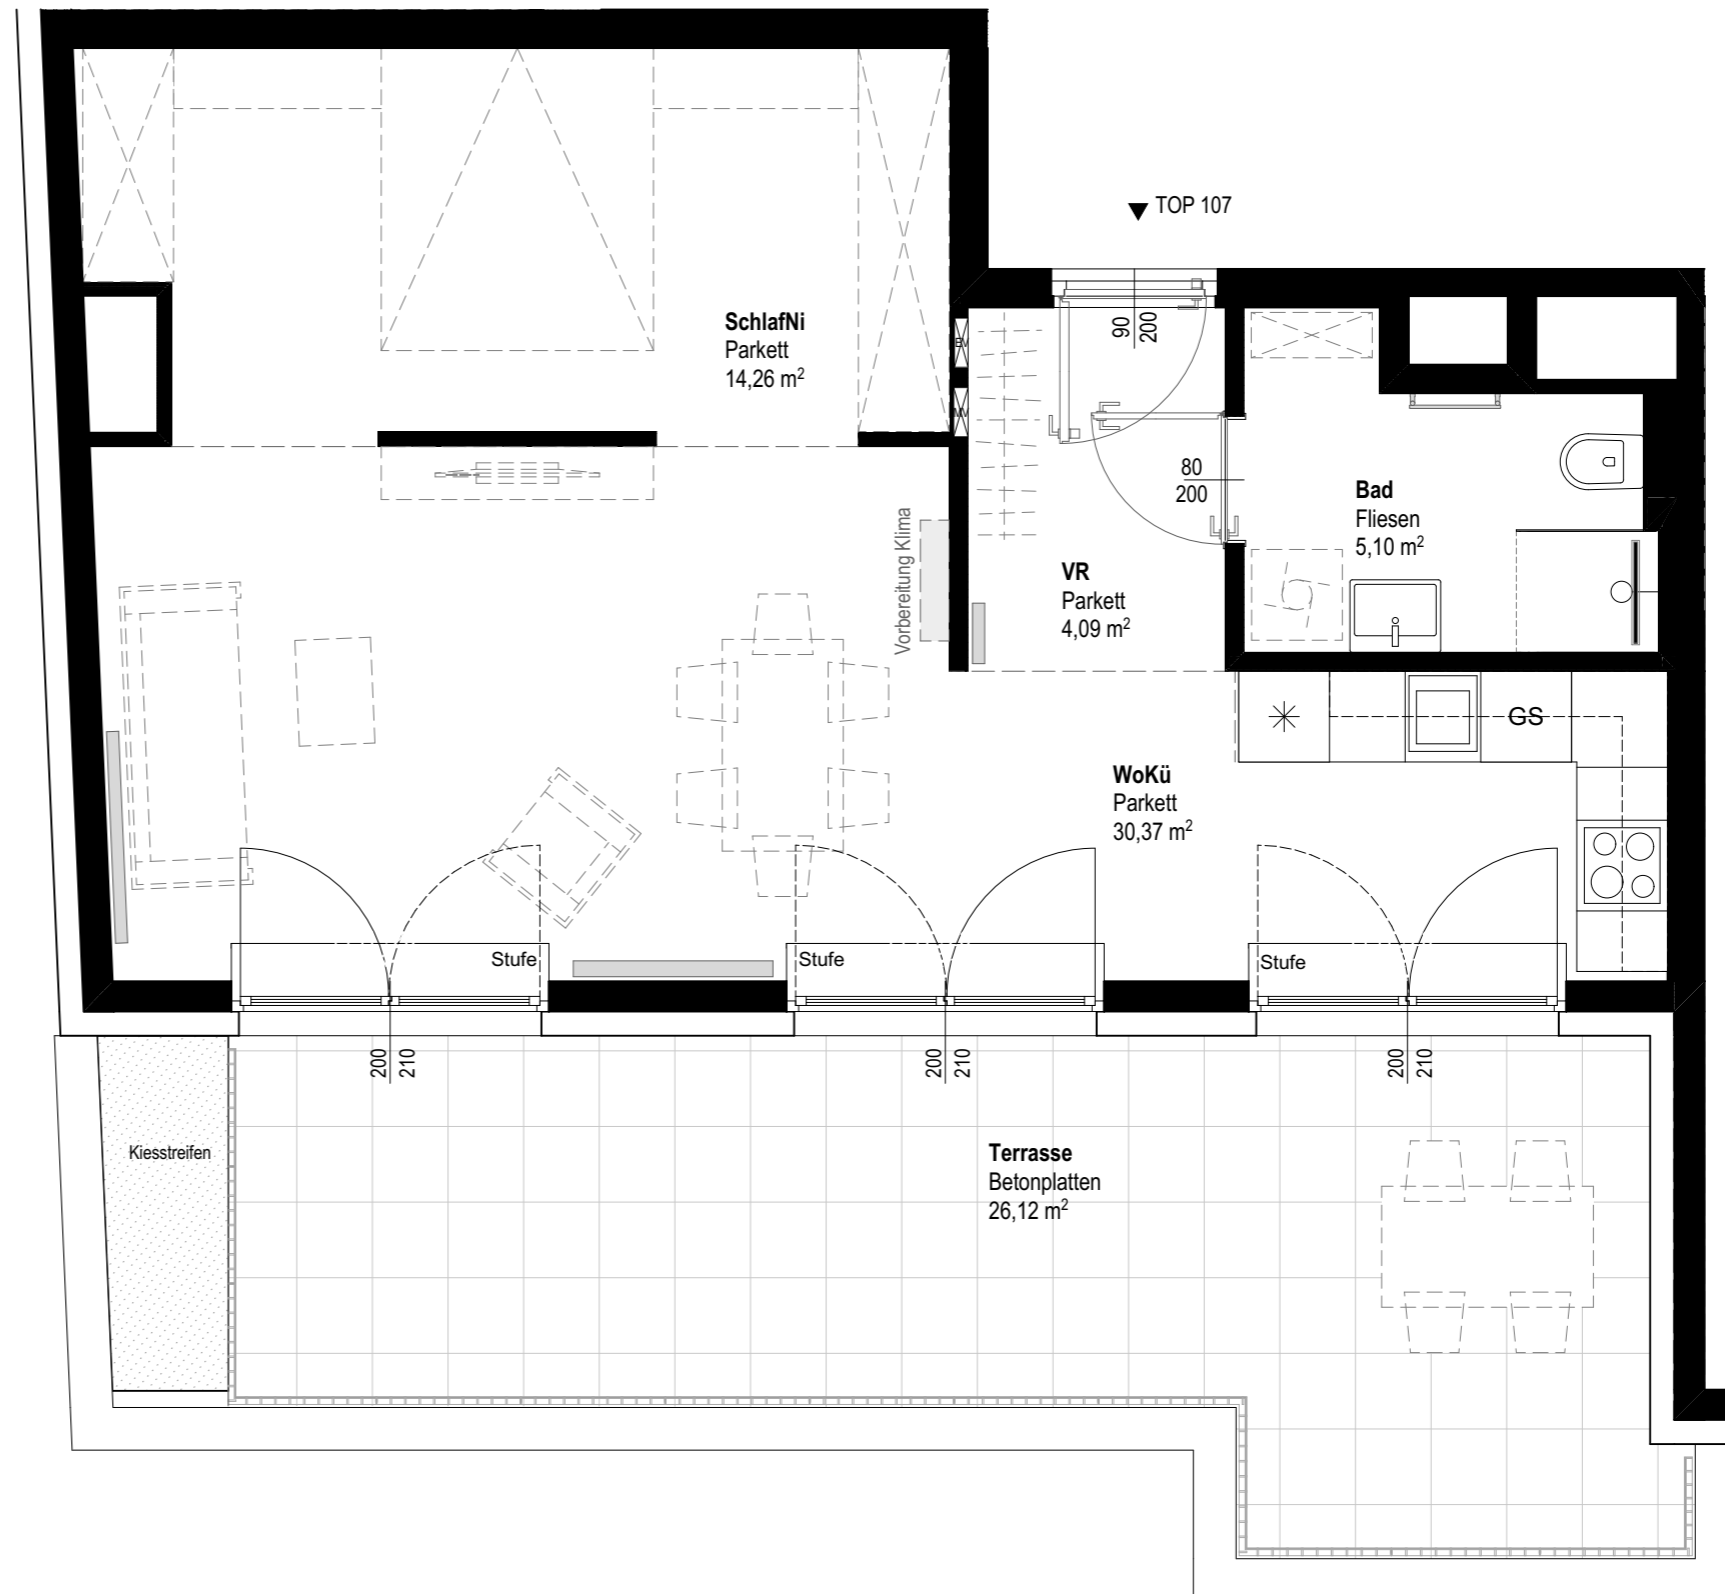 TOP 107
90
200
SchlafNi
Parkett
14,26 m²
EV
MV
80
200
Bad
Fliesen
5,10 m²
Vorbereitung Klima
VR
Parkett
4,09 m²
GS
WoKü
Parkett
30,37 m²
Stufe
Stufe
Stufe
200
210
200
210
200
210
Kiesstreifen
Terrasse
Betonplatten
26,12 m²